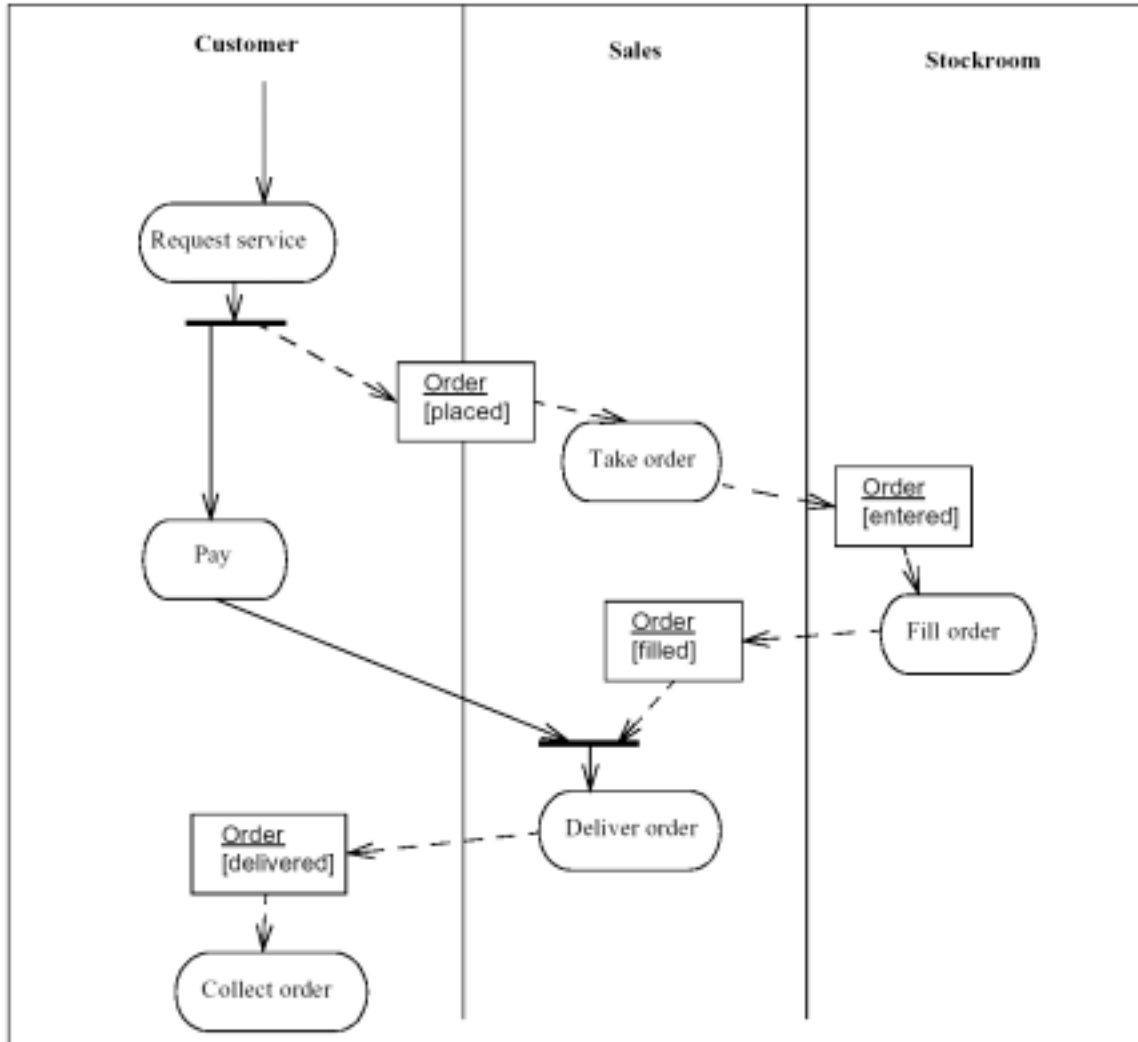 Customer
Sales
Stockroom
Request service
Order
[placed]
Take order
Order
[entered]
Pay
Order
[filled]
Fill order
Deliver order
Order
[delivered]
Collect order